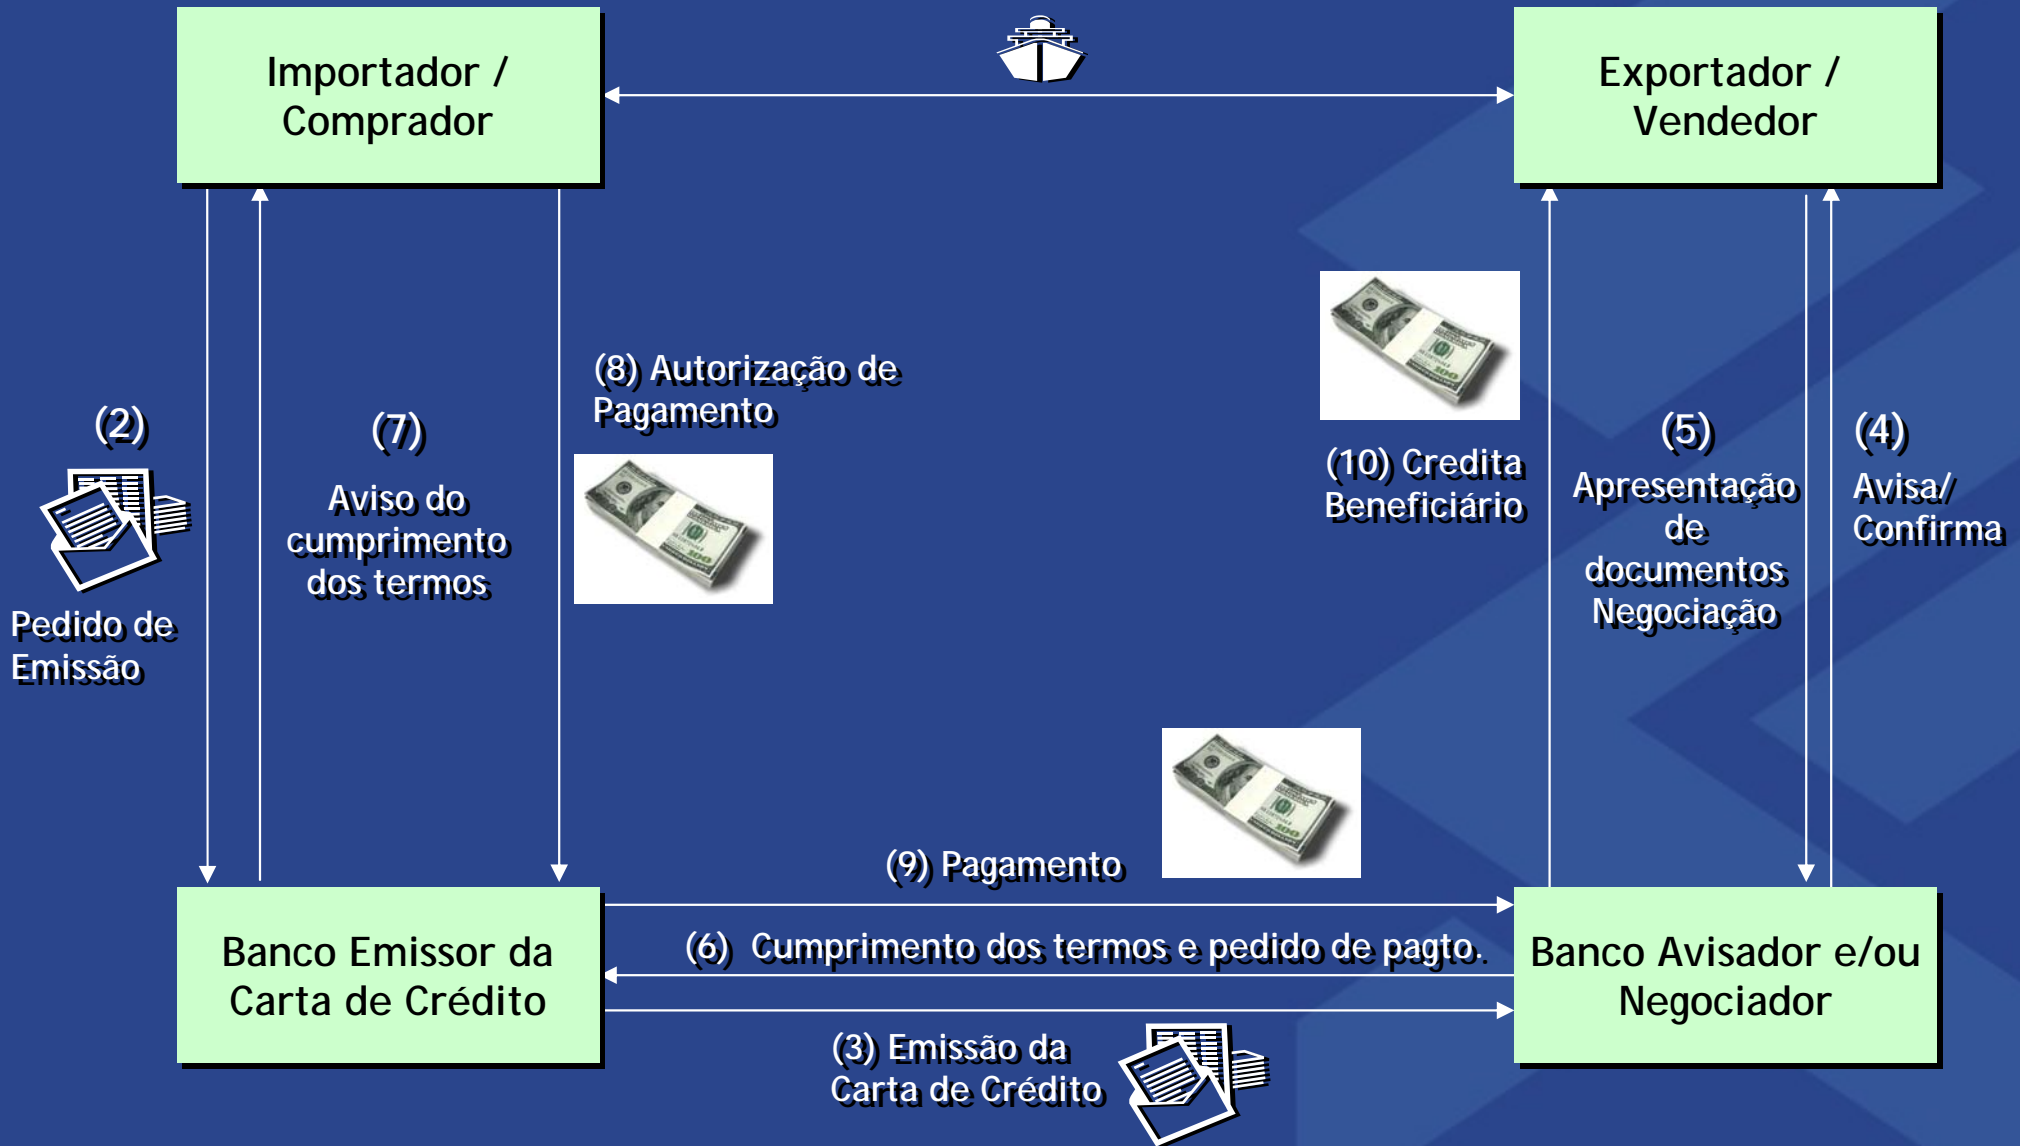 Importador /
Comprador
Exportador /
Vendedor
(8) Autorização de
Pagamento
(2)
Pedido de
Emissão
(7)
Aviso do
cumprimento
dos termos
(10) Credita
Beneficiário
(5)
Apresentação
de
documentos
Negociação
(4)
Avisa/
Confirma
(9) Pagamento
(6) Cumprimento dos termos e pedido de pagto.
(3) Emissão da
Carta de Crédito
Banco Emissor da
Carta de Crédito
Banco Avisador e/ou
Negociador